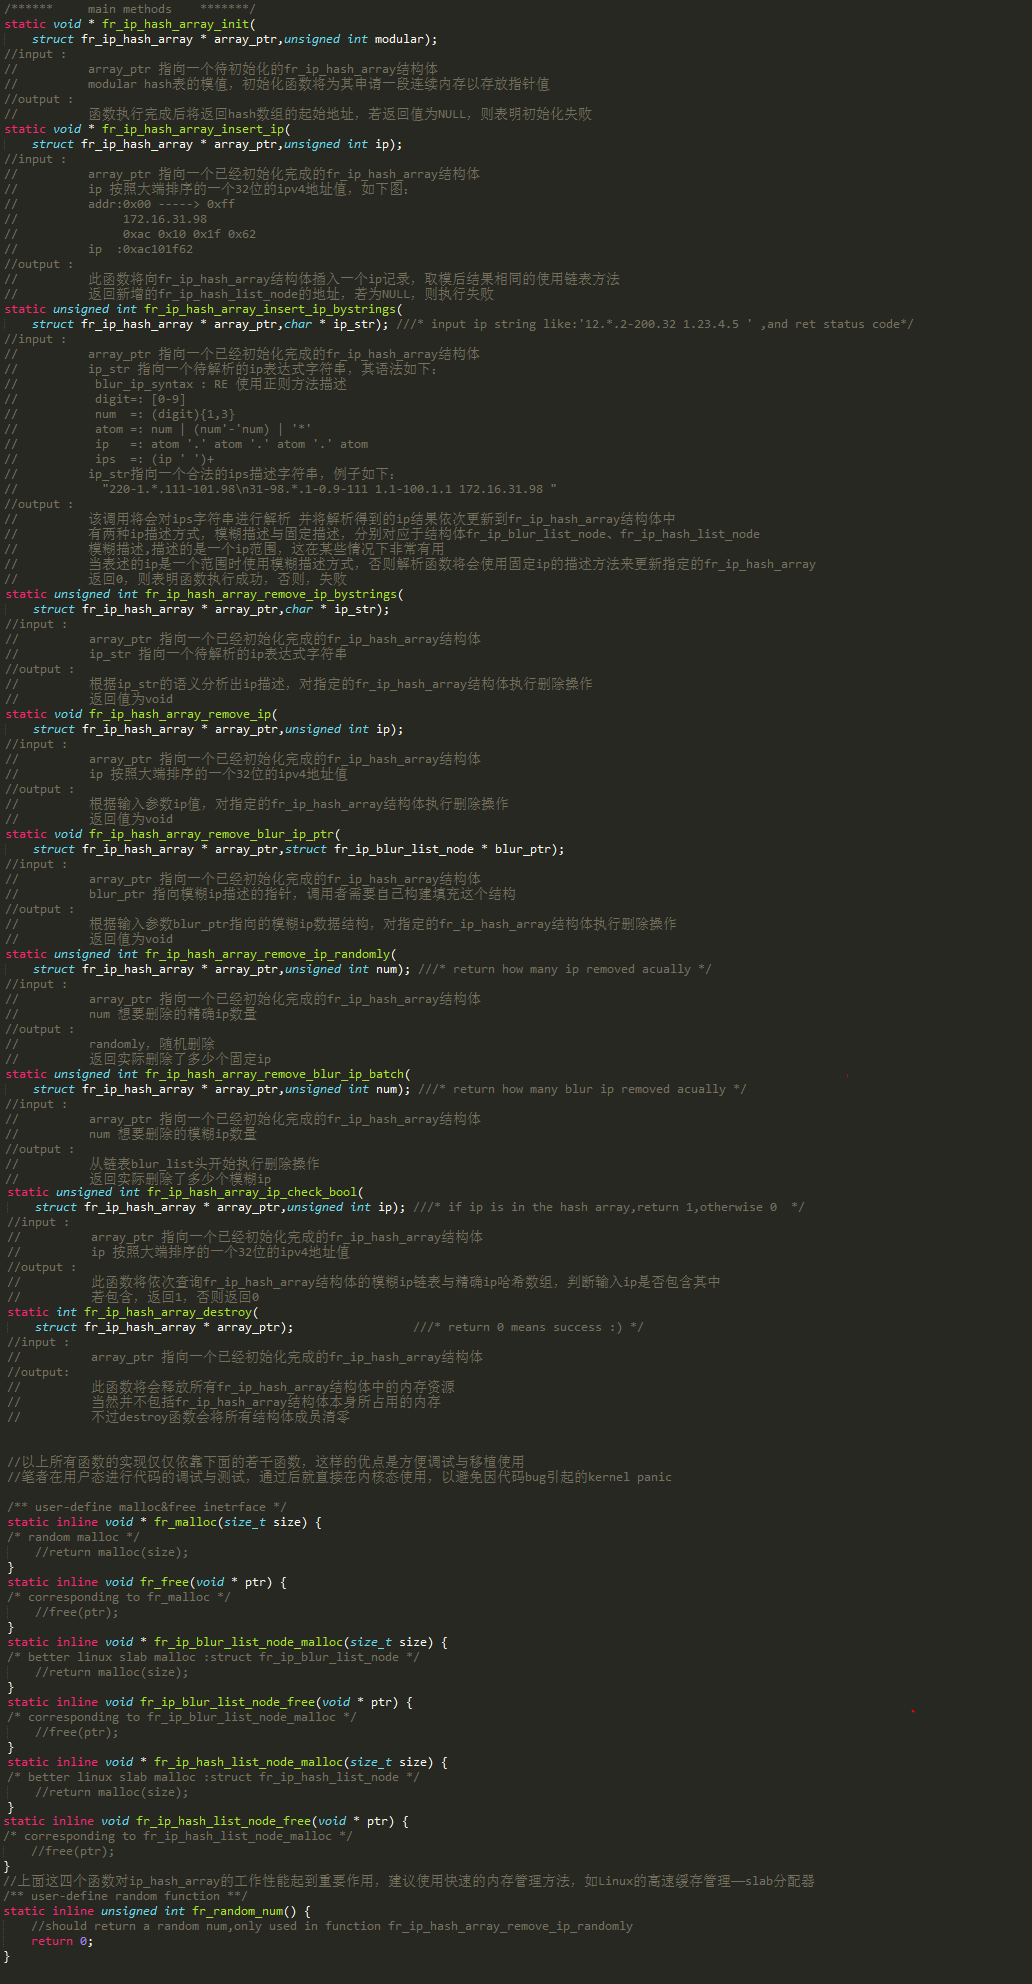 /******     main methods    *******/
static void * fr_ip_hash_array_init(
    struct fr_ip_hash_array * array_ptr,unsigned int modular);
//input :
//          array_ptr 指向一个待初始化的fr_ip_hash_array结构体
//          modular hash表的模值，初始化函数将为其申请一段连续内存以存放指针值
//output :
//          函数执行完成后将返回hash数组的起始地址，若返回值为NULL，则表明初始化失败
static void * fr_ip_hash_array_insert_ip(
    struct fr_ip_hash_array * array_ptr,unsigned int ip);
//input :
//          array_ptr 指向一个已经初始化完成的fr_ip_hash_array结构体
//          ip 按照大端排序的一个32位的ipv4地址值，如下图：
//          addr:0x00 -----> 0xff
//               172.16.31.98
//               0xac 0x10 0x1f 0x62
//          ip  :0xac101f62
//output :
//          此函数将向fr_ip_hash_array结构体插入一个ip记录，取模后结果相同的使用链表方法
//          返回新增的fr_ip_hash_list_node的地址，若为NULL，则执行失败
static unsigned int fr_ip_hash_array_insert_ip_bystrings(
    struct fr_ip_hash_array * array_ptr,char * ip_str); ///* input ip string like:'12.*.2-200.32 1.23.4.5 ' ,and ret status code*/
//input :
//          array_ptr 指向一个已经初始化完成的fr_ip_hash_array结构体
//          ip_str 指向一个待解析的ip表达式字符串，其语法如下：
//           blur_ip_syntax : RE 使用正则方法描述
//           digit=: [0-9]
//           num  =: (digit){1,3}
//           atom =: num | (num'-'num) | '*'
//           ip   =: atom '.' atom '.' atom '.' atom
//           ips  =: (ip ' ')+
//          ip_str指向一个合法的ips描述字符串，例子如下：
//            "220-1.*.111-101.98\n31-98.*.1-0.9-111 1.1-100.1.1 172.16.31.98 "
//output :
//          该调用将会对ips字符串进行解析 并将解析得到的ip结果依次更新到fr_ip_hash_array结构体中
//          有两种ip描述方式，模糊描述与固定描述，分别对应于结构体fr_ip_blur_list_node、fr_ip_hash_list_node
//          模糊描述,描述的是一个ip范围，这在某些情况下非常有用
//          当表述的ip是一个范围时使用模糊描述方式，否则解析函数将会使用固定ip的描述方法来更新指定的fr_ip_hash_array
//          返回0，则表明函数执行成功，否则，失败
static unsigned int fr_ip_hash_array_remove_ip_bystrings(
    struct fr_ip_hash_array * array_ptr,char * ip_str);
//input :
//          array_ptr 指向一个已经初始化完成的fr_ip_hash_array结构体
//          ip_str 指向一个待解析的ip表达式字符串
//output :
//          根据ip_str的语义分析出ip描述，对指定的fr_ip_hash_array结构体执行删除操作
//          返回值为void
static void fr_ip_hash_array_remove_ip(
    struct fr_ip_hash_array * array_ptr,unsigned int ip);
//input :
//          array_ptr 指向一个已经初始化完成的fr_ip_hash_array结构体
//          ip 按照大端排序的一个32位的ipv4地址值
//output :
//          根据输入参数ip值，对指定的fr_ip_hash_array结构体执行删除操作
//          返回值为void
static void fr_ip_hash_array_remove_blur_ip_ptr(
    struct fr_ip_hash_array * array_ptr,struct fr_ip_blur_list_node * blur_ptr);
//input :
//          array_ptr 指向一个已经初始化完成的fr_ip_hash_array结构体
//          blur_ptr 指向模糊ip描述的指针，调用者需要自己构建填充这个结构
//output :
//          根据输入参数blur_ptr指向的模糊ip数据结构，对指定的fr_ip_hash_array结构体执行删除操作
//          返回值为void
static unsigned int fr_ip_hash_array_remove_ip_randomly(
    struct fr_ip_hash_array * array_ptr,unsigned int num); ///* return how many ip removed acually */
//input :
//          array_ptr 指向一个已经初始化完成的fr_ip_hash_array结构体
//          num 想要删除的精确ip数量
//output :
//          randomly，随机删除
//          返回实际删除了多少个固定ip
static unsigned int fr_ip_hash_array_remove_blur_ip_batch(
    struct fr_ip_hash_array * array_ptr,unsigned int num); ///* return how many blur ip removed acually */
//input :
//          array_ptr 指向一个已经初始化完成的fr_ip_hash_array结构体
//          num 想要删除的模糊ip数量
//output :
//          从链表blur_list头开始执行删除操作
//          返回实际删除了多少个模糊ip
static unsigned int fr_ip_hash_array_ip_check_bool(
    struct fr_ip_hash_array * array_ptr,unsigned int ip); ///* if ip is in the hash array,return 1,otherwise 0  */
//input :
//          array_ptr 指向一个已经初始化完成的fr_ip_hash_array结构体
//          ip 按照大端排序的一个32位的ipv4地址值
//output :
//          此函数将依次查询fr_ip_hash_array结构体的模糊ip链表与精确ip哈希数组，判断输入ip是否包含其中
//          若包含，返回1，否则返回0
static int fr_ip_hash_array_destroy(
    struct fr_ip_hash_array * array_ptr);                 ///* return 0 means success :) */
//input :
//          array_ptr 指向一个已经初始化完成的fr_ip_hash_array结构体
//output:
//          此函数将会释放所有fr_ip_hash_array结构体中的内存资源
//          当然并不包括fr_ip_hash_array结构体本身所占用的内存
//          不过destroy函数会将所有结构体成员清零
//以上所有函数的实现仅仅依靠下面的若干函数，这样的优点是方便调试与移植使用
//笔者在用户态进行代码的调试与测试，通过后就直接在内核态使用，以避免因代码bug引起的kernel panic
/** user-define malloc&free inetrface */
static inline void * fr_malloc(size_t size) {
/* random malloc */
    //return malloc(size);
}
static inline void fr_free(void * ptr) {
/* corresponding to fr_malloc */
    //free(ptr);
}
static inline void * fr_ip_blur_list_node_malloc(size_t size) {
/* better linux slab malloc :struct fr_ip_blur_list_node */
    //return malloc(size);
}
static inline void fr_ip_blur_list_node_free(void * ptr) {
/* corresponding to fr_ip_blur_list_node_malloc */
    //free(ptr);
}
static inline void * fr_ip_hash_list_node_malloc(size_t size) {
/* better linux slab malloc :struct fr_ip_hash_list_node */
    //return malloc(size);
}
static inline void fr_ip_hash_list_node_free(void * ptr) {
/* corresponding to fr_ip_hash_list_node_malloc */
    //free(ptr);
}
//上面这四个函数对ip_hash_array的工作性能起到重要作用，建议使用快速的内存管理方法，如Linux的高速缓存管理——slab分配器
/** user-define random function **/
static inline unsigned int fr_random_num() {
    //should return a random num,only used in function fr_ip_hash_array_remove_ip_randomly
    return 0;
}